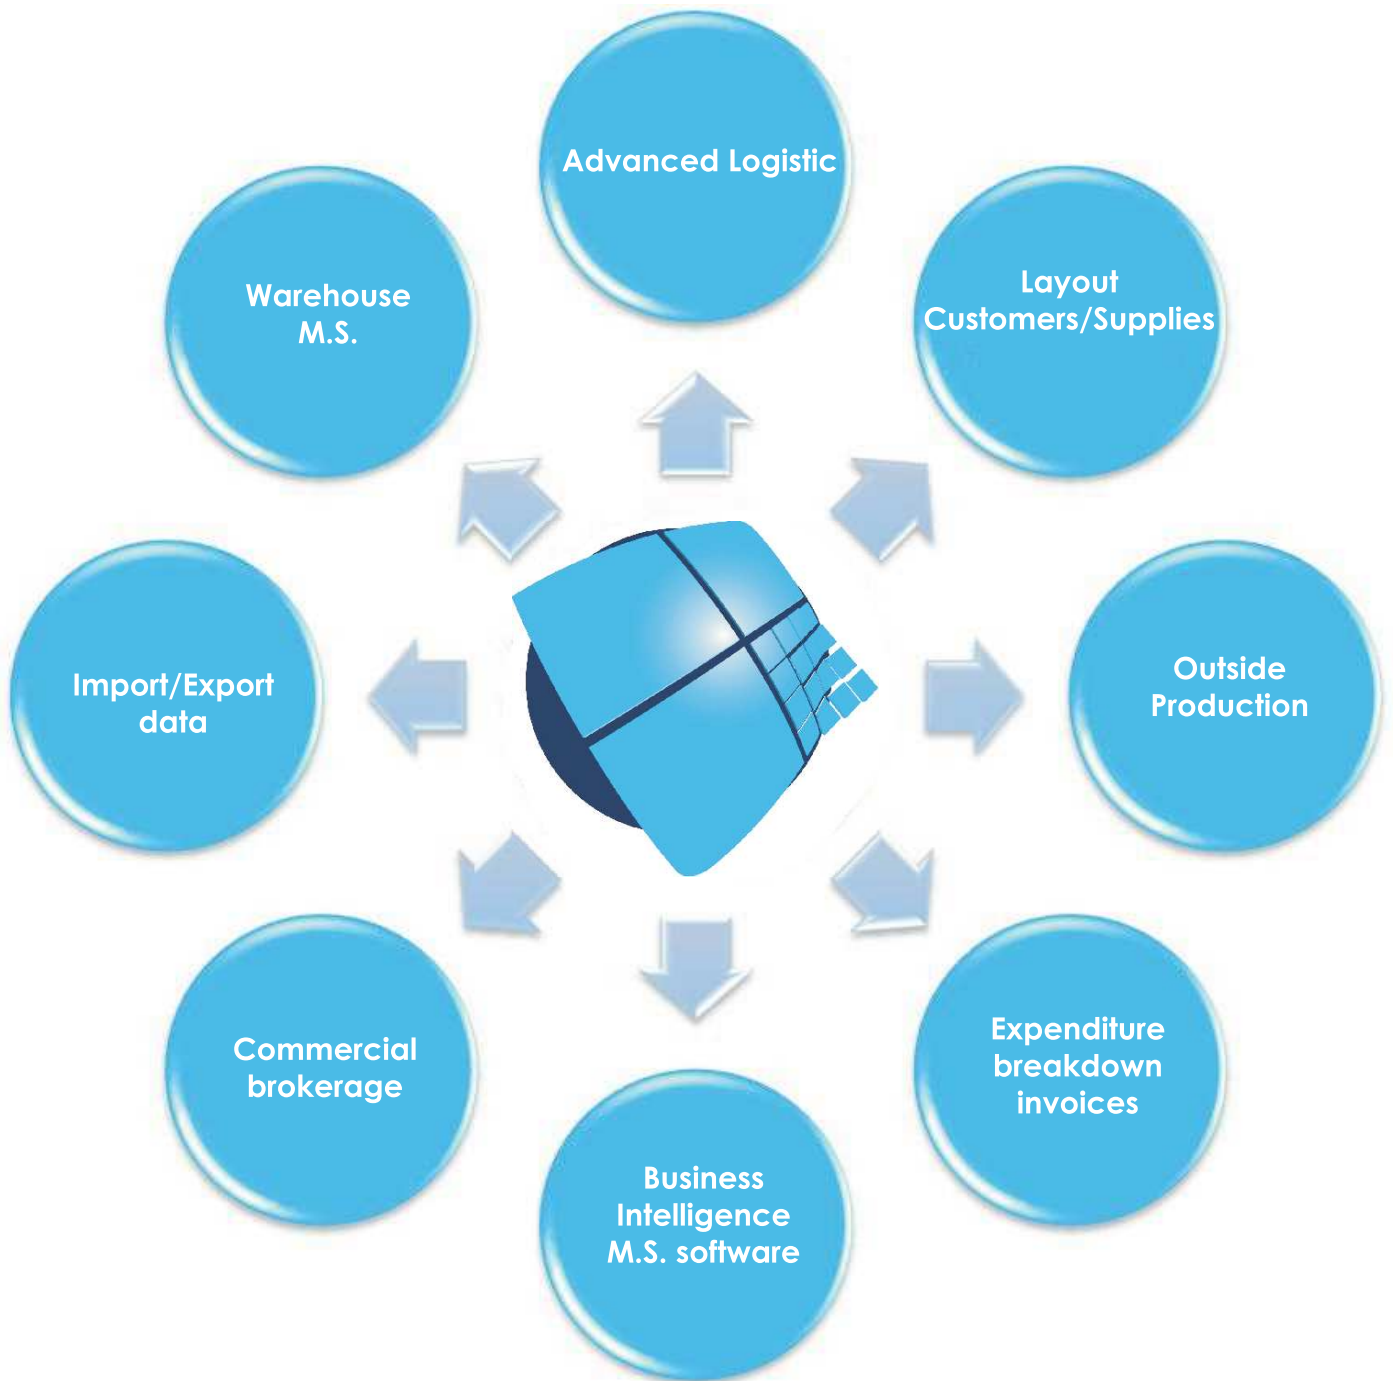 Advanced Logistic
Layout
Customers/Supplies
Outside
Production
Expenditure
breakdown
invoices
Business
Intelligence
M.S. software
Commercial
brokerage
Import/Export
data
Warehouse
M.S.